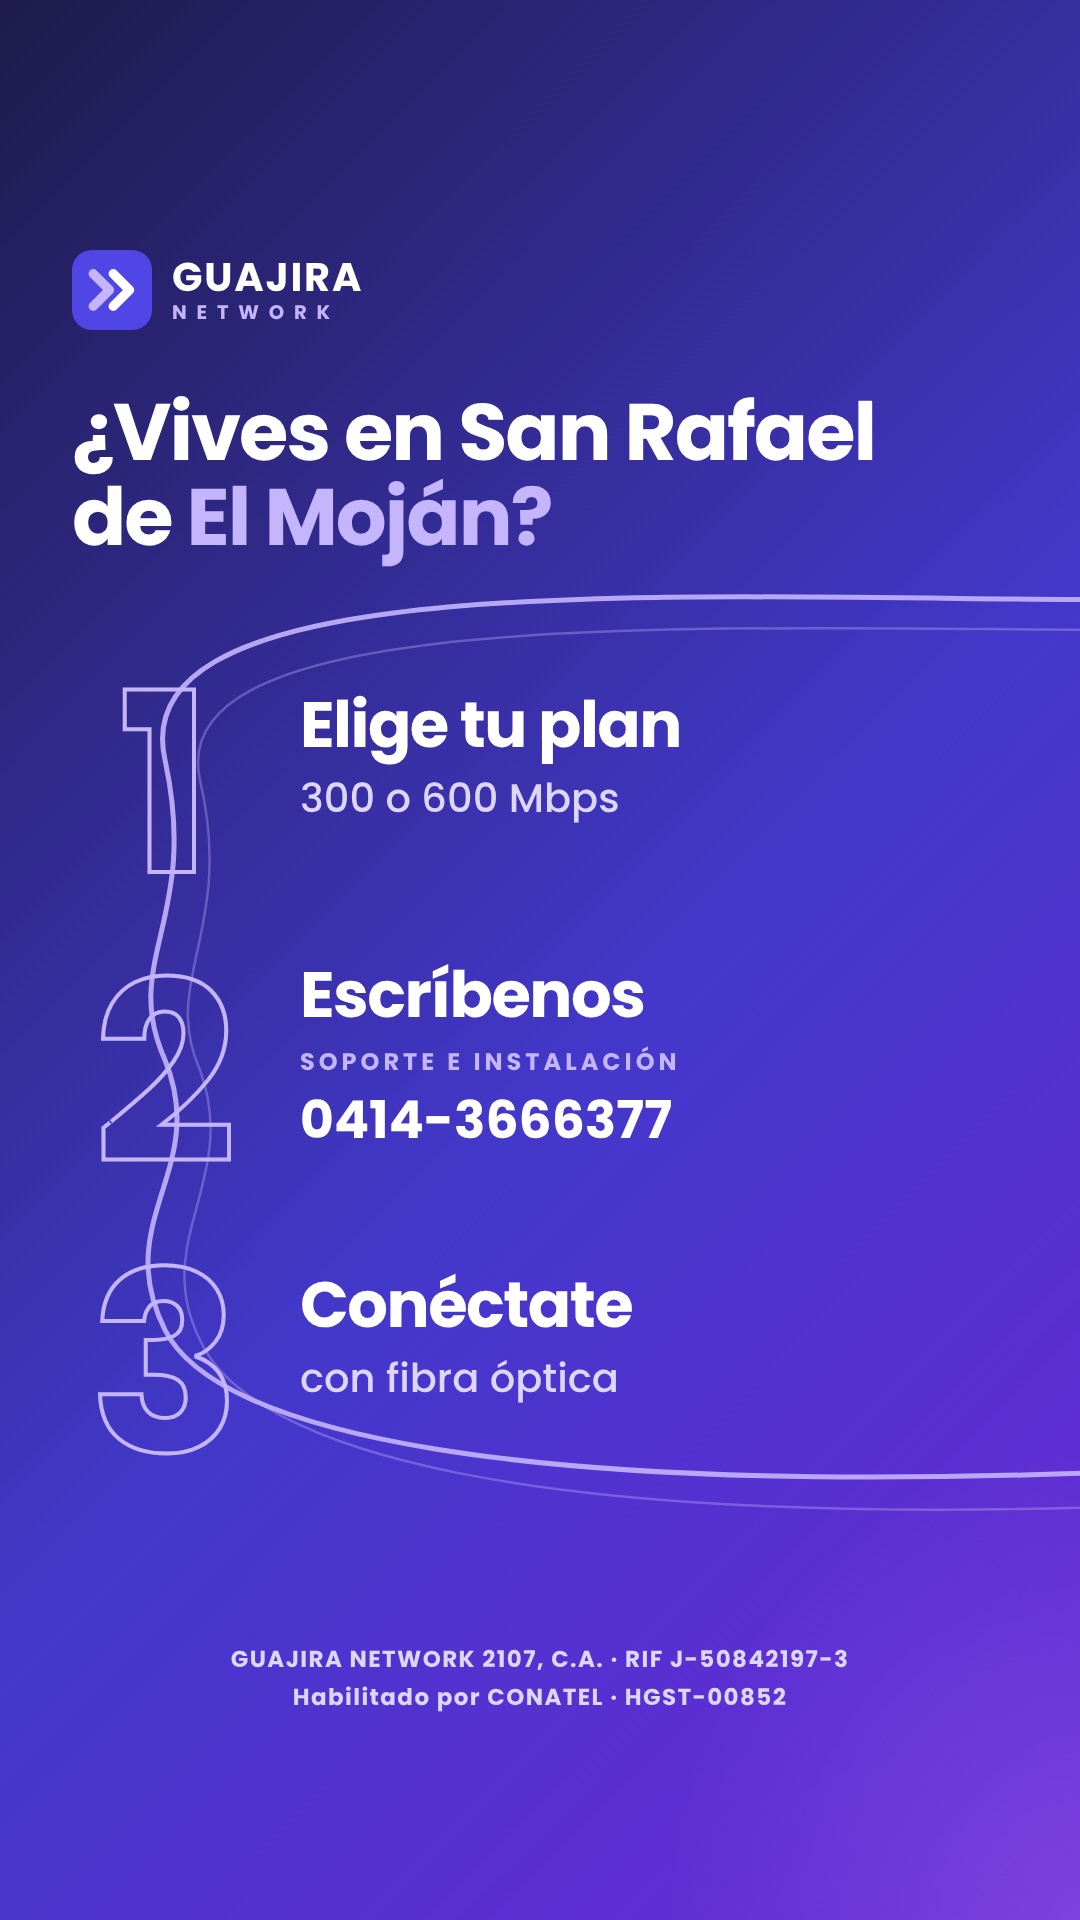 GUAJIRA
NETWORK
¿Vives en San Rafael
de El Moján?
1
Elige tu plan
300 o 600 Mbps
2
Escríbenos
SOPORTE E INSTALACIÓN
0414-3666377
3
Conéctate
con fibra óptica
GUAJIRA NETWORK 2107, C.A. · RIF J-50842197-3
Habilitado por CONATEL · HGST-00852